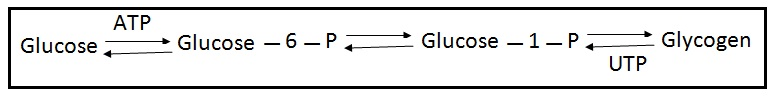 ATP
Glucose Glucose – 6 – P Glucose – 1 – P Glycogen
UTP